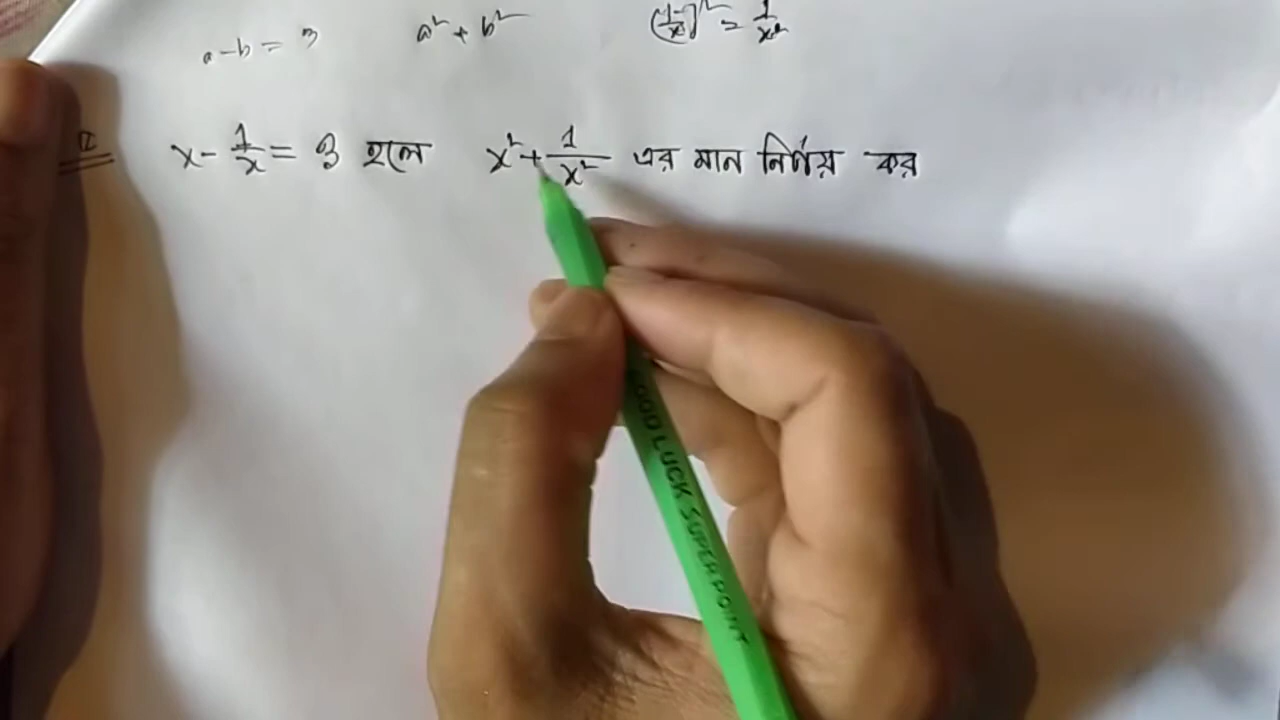 a-b = 3 a² + b² (1/x)² = 1/x²
II x - 1/x = 3 হলে x² + 1/x² এর মান নির্ণয় কর
GOOD LUCK SUPER POINT